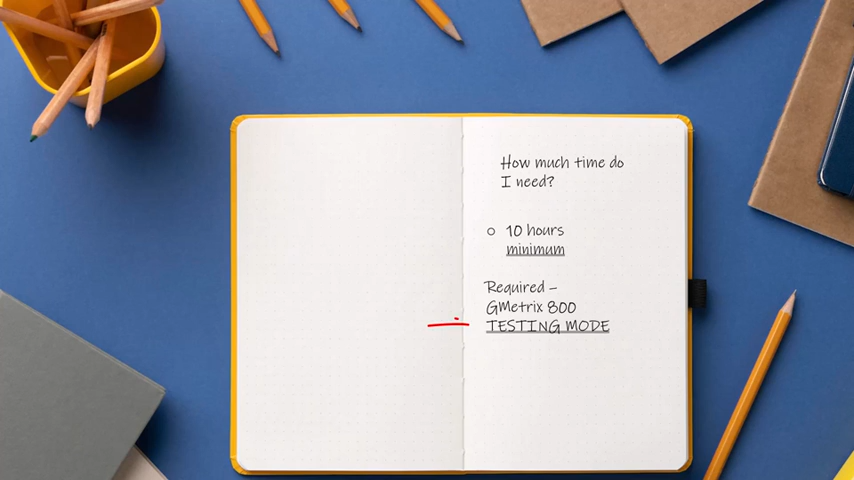 How much time do
I need?
○ 10 hours
minimum
Required –
GMetrix 800
TESTING MODE